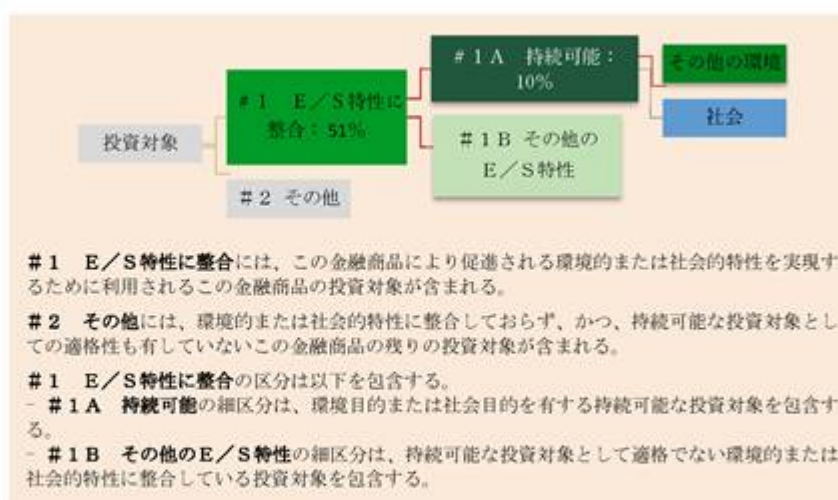 #1A 持続可能：
10%
その他の環境
#1 E／S特性に
整合：51%
社会
投資対象
#1B その他の
E／S特性
#2 その他
#1 E／S特性に整合には、この金融商品により促進される環境的または社会的特性を実現す
るために利用されるこの金融商品の投資対象が含まれる。
#2 その他には、環境的または社会的特性に整合しておらず、かつ、持続可能な投資対象とし
ての適格性も有していないこの金融商品の残りの投資対象が含まれる。
#1 E／S特性に整合の区分は以下を包含する。
- #1A 持続可能の細区分は、環境目的または社会目的を有する持続可能な投資対象を包含す
る。
- #1B その他のE／S特性の細区分は、持続可能な投資対象として適格でない環境的または
社会的特性に整合している投資対象を包含する。